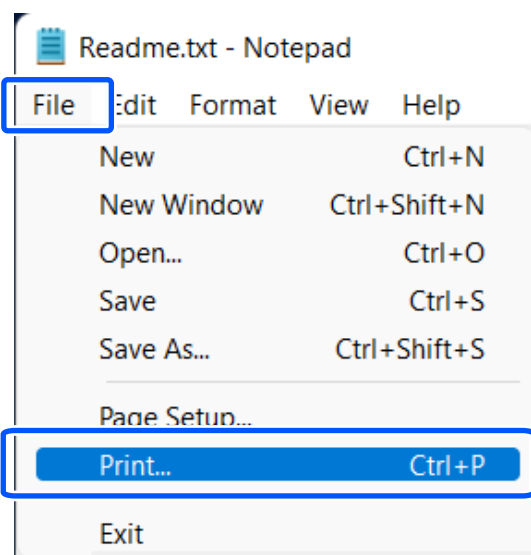 Readme.txt - Notepad
File Edit Format View Help
New Ctrl+N
New Window Ctrl+Shift+N
Open... Ctrl+O
Save Ctrl+S
Save As... Ctrl+Shift+S
Page Setup...
Print... Ctrl+P
Exit